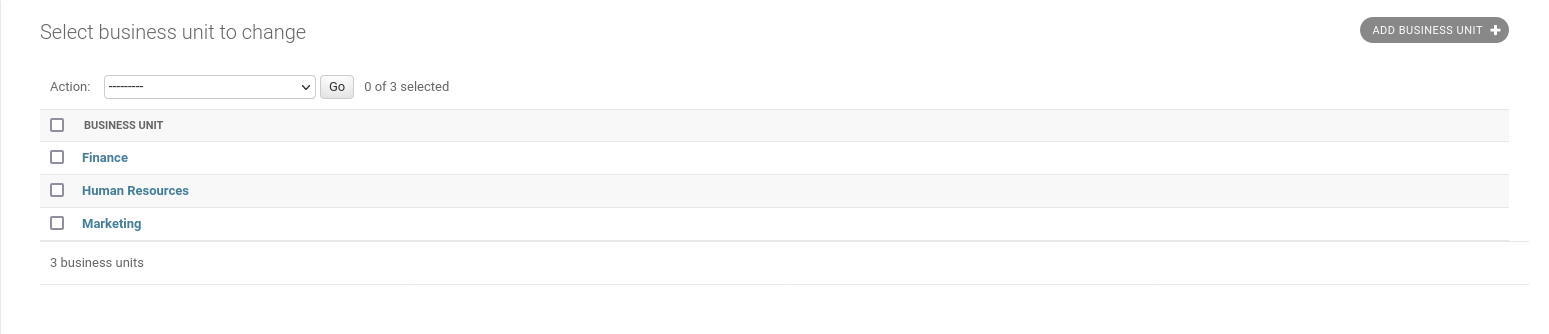 Select business unit to change
ADD BUSINESS UNIT +
Action: --------- Go 0 of 3 selected
BUSINESS UNIT
Finance
Human Resources
Marketing
3 business units